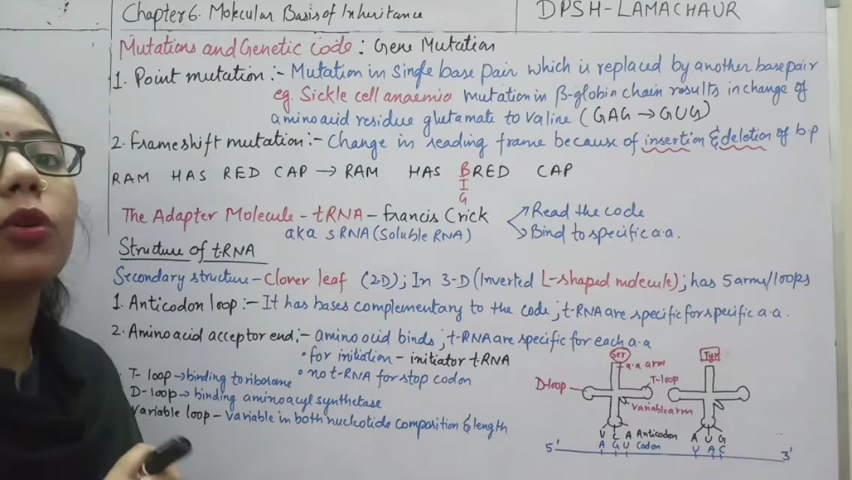 Chapter 6. Molecular Basis of Inheritance
DPSH-LAMACHAUR
Mutations and Genetic Code: Gene Mutation
1. Point mutation:- Mutation in single base pair which is replaced by another base pair
eg. Sickle cell anaemia mutation in β-globin chain results in change of
amino acid residue glutamate to valine (GAG → GUG)
2. Frameshift mutation:- Change in reading frame because of insertion & deletion of b.p
RAM HAS RED CAP → RAM HAS BRED CAP
I
G
The Adapter Molecule - tRNA - Francis Crick
Read the code
aka sRNA (Soluble RNA)
Bind to specific a.a.
Structure of tRNA
Secondary structure - Clover leaf (2D); In 3-D (Inverted L-shaped molecule); has 5 arms/loops
1. Anticodon loop:- It has bases complementary to the code; t-RNA are specific for specific a.a.
2. Amino acid acceptor end;- amino acid binds; t-RNA are specific for each a.a
• for initiation - initiator tRNA
T- loop → binding to ribosome
• no t-RNA for stop codon
D-loop → binding aminoacyl synthetase
Variable loop - Variable in both nucleotide composition & length
Ser
Tyr
a.a arm
D-loop
T-loop
variable arm
U C A Anticodon A U G
A G U Codon U A C
5'
3'